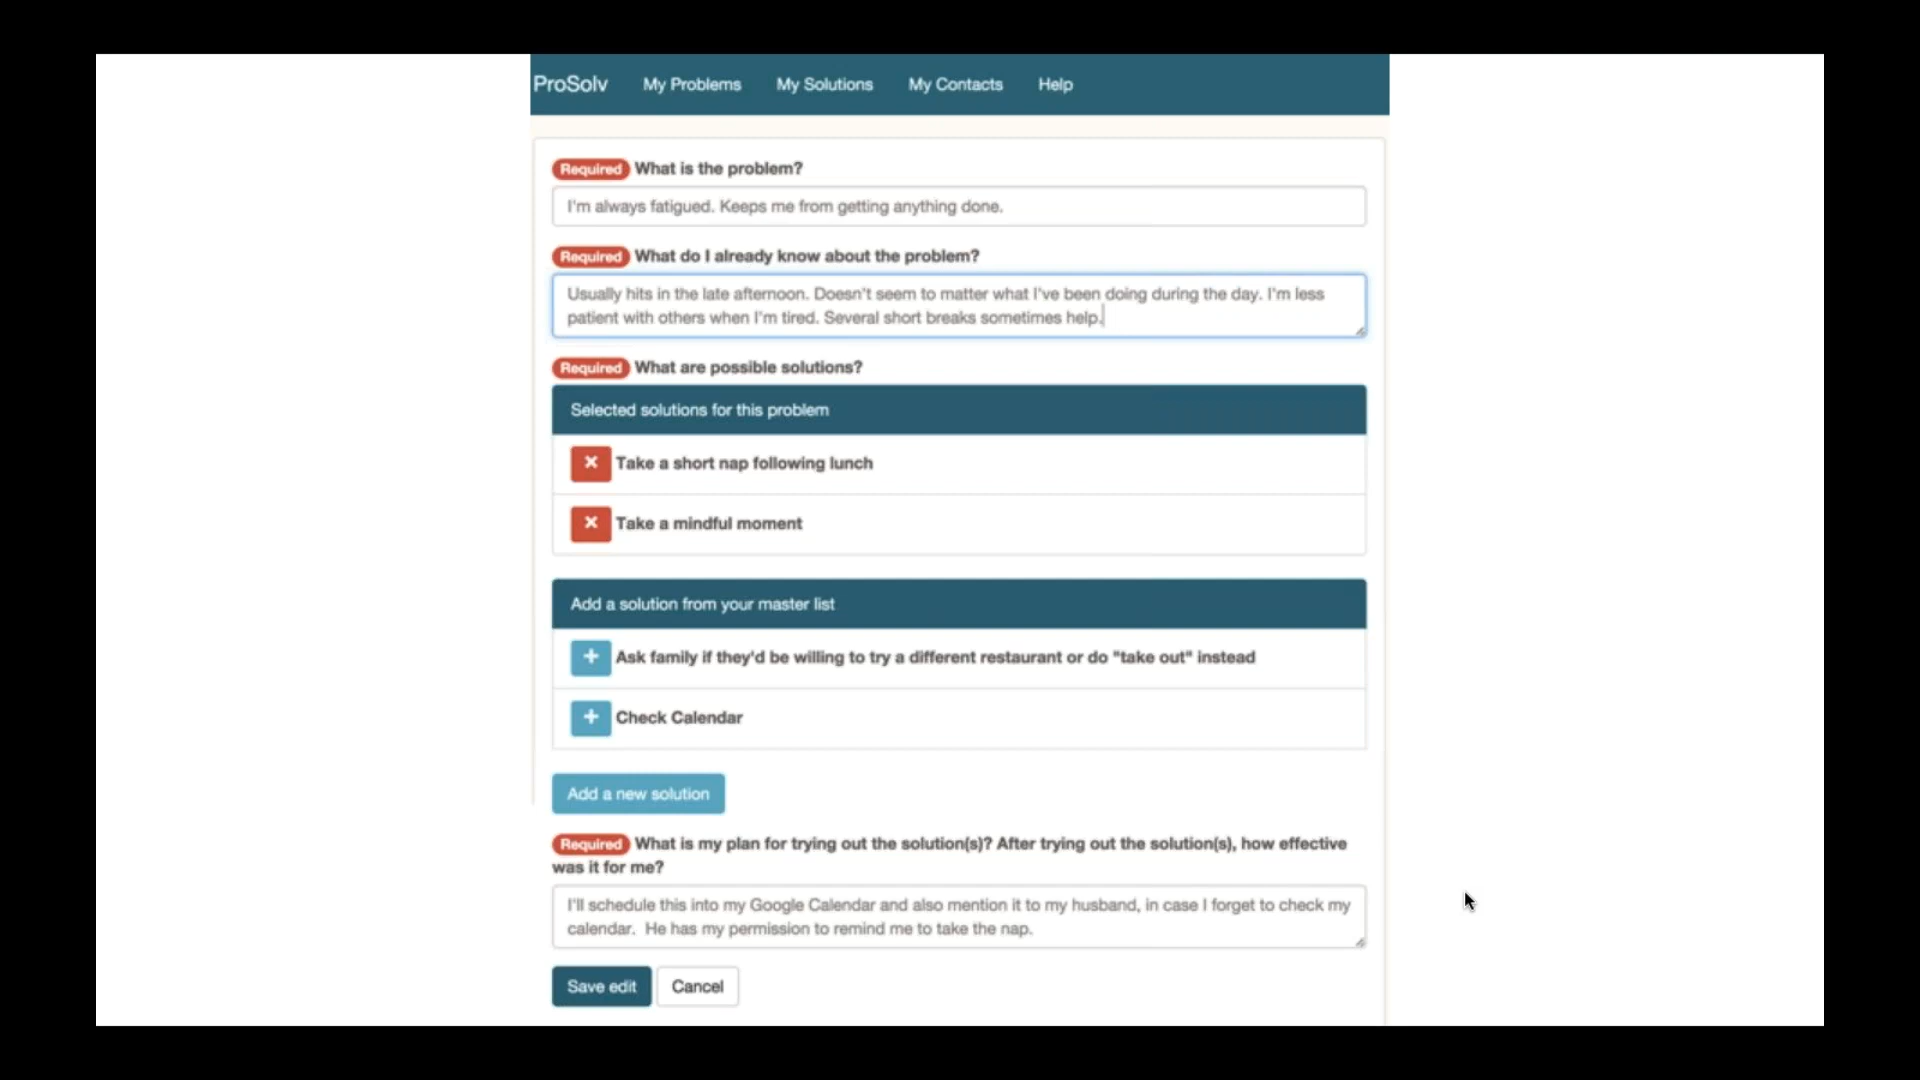 ProSolv My Problems My Solutions My Contacts Help
Required What is the problem?
I'm always fatigued. Keeps me from getting anything done.
Required What do I already know about the problem?
Usually hits in the late afternoon. Doesn't seem to matter what I've been doing during the day. I'm less
patient with others when I'm tired. Several short breaks sometimes help.
Required What are possible solutions?
Selected solutions for this problem
Take a short nap following lunch
Take a mindful moment
Add a solution from your master list
Ask family if they'd be willing to try a different restaurant or do "take out" instead
Check Calendar
Add a new solution
Required What is my plan for trying out the solution(s)? After trying out the solution(s), how effective
was it for me?
I'll schedule this into my Google Calendar and also mention it to my husband, in case I forget to check my
calendar.  He has my permission to remind me to take the nap.
Save edit Cancel